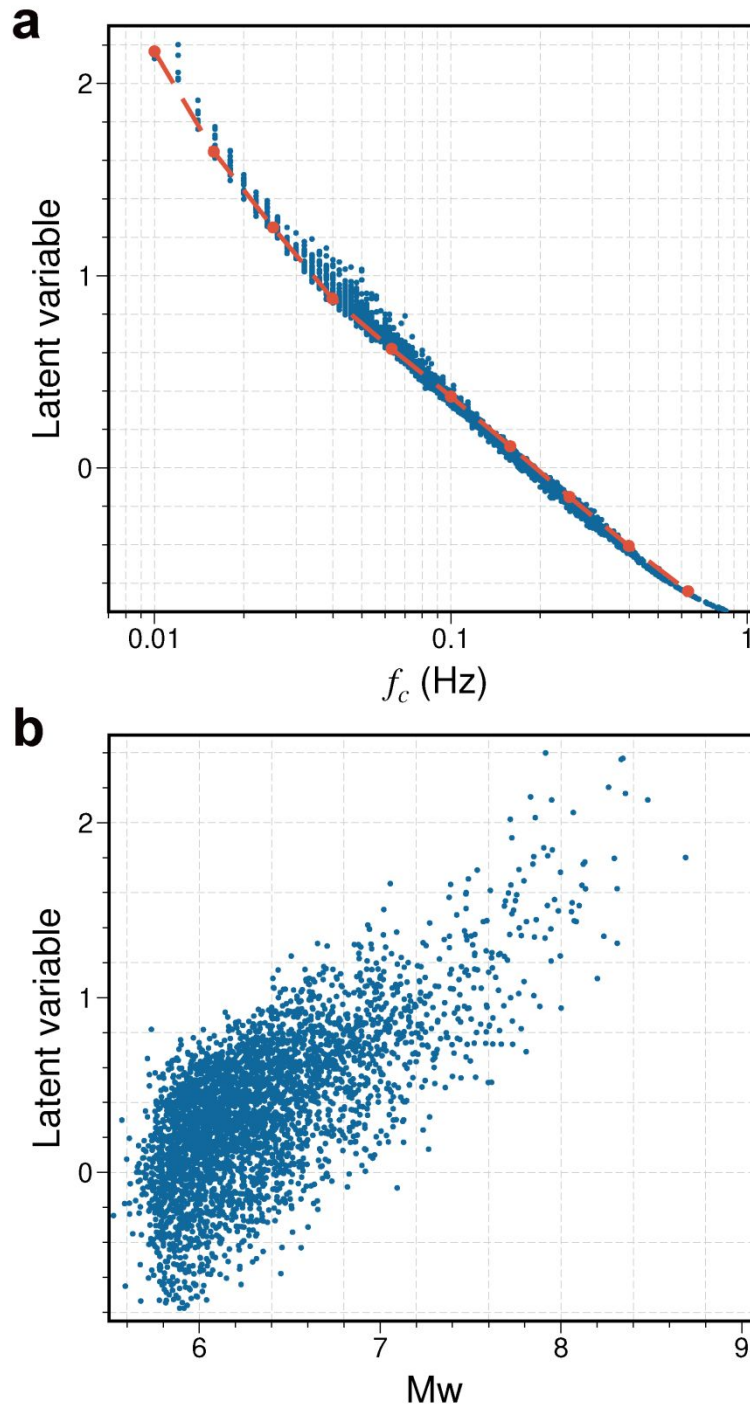 a
2
1
0
Latent variable
0.01 0.1 1
f_c (Hz)
b
2
1
0
Latent variable
6 7 8 9
Mw